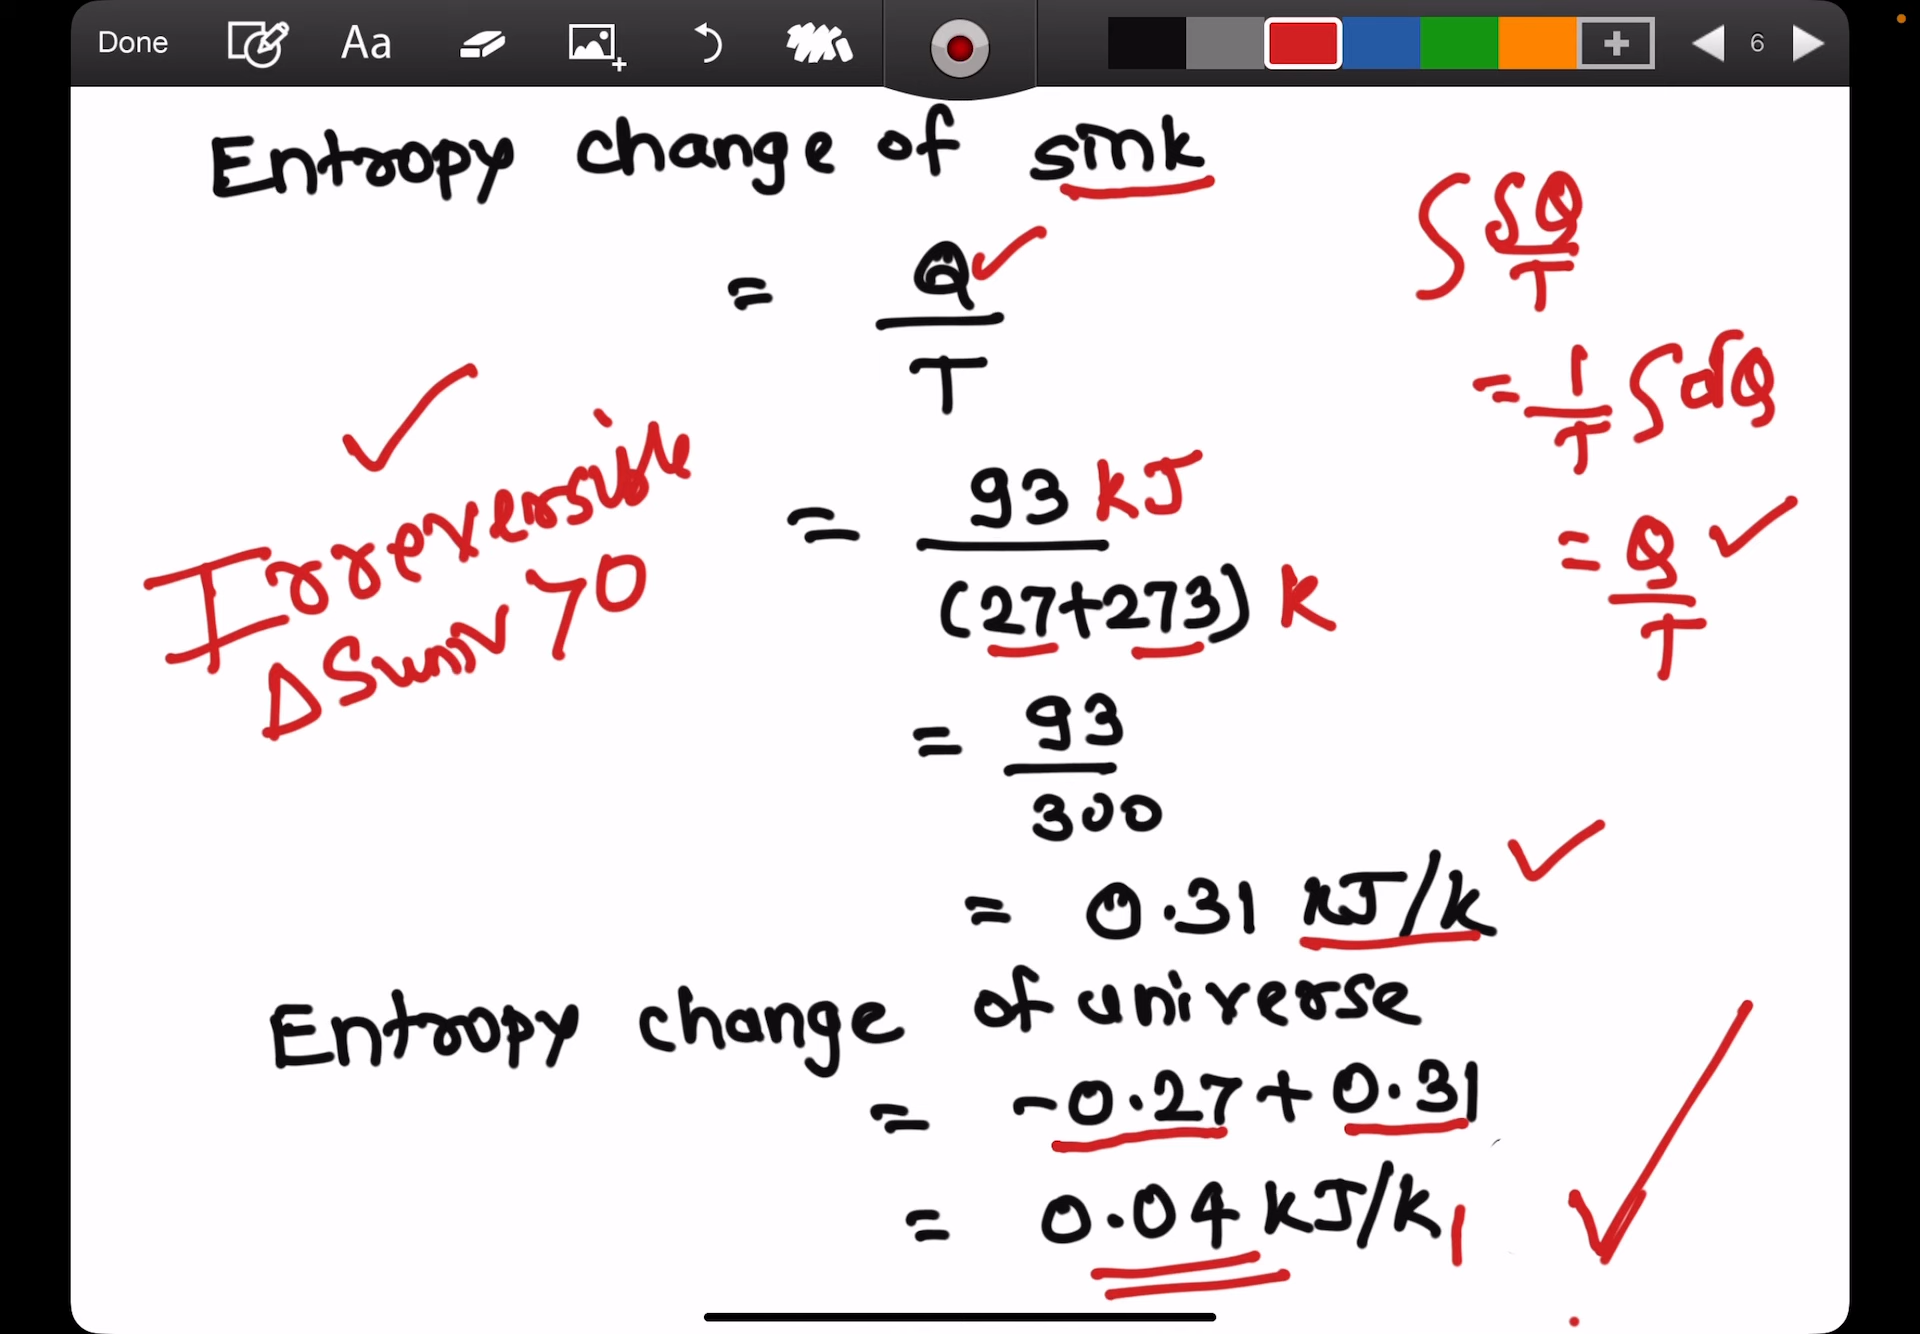 Done Aa 6
Entropy change of sink
= Q
T
= 93 kJ
(27+273) k
= 93
300
= 0.31 kJ/k
Entropy change of universe
= -0.27 + 0.31
= 0.04 kJ/k
Irreversible
ΔSuniv >0
∫ δQ
T
= 1 ∫ dQ
T
= Q
T